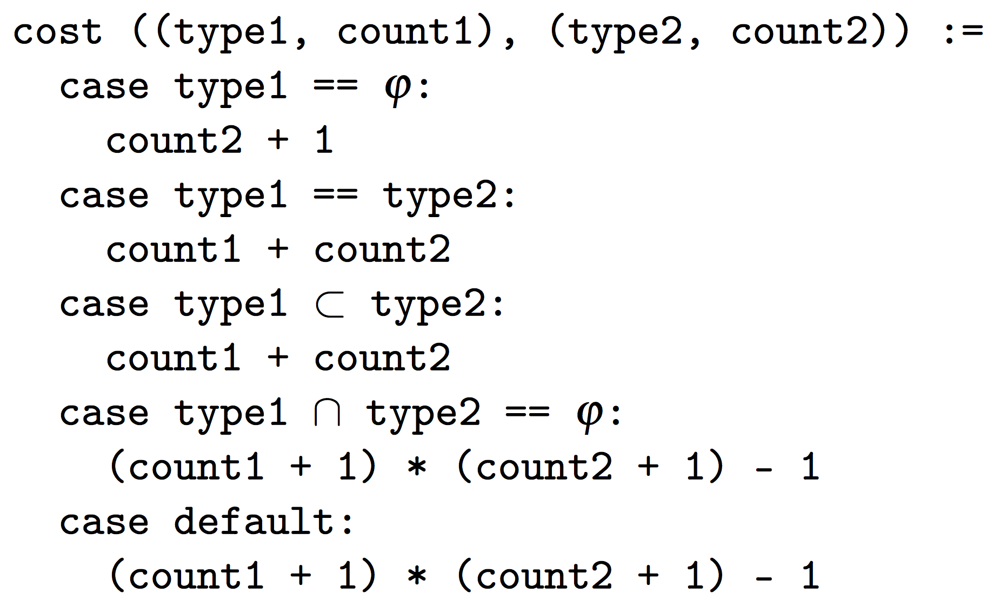 cost ((type1, count1), (type2, count2)) :=
case type1 == φ:
count2 + 1
case type1 == type2:
count1 + count2
case type1 ⊂ type2:
count1 + count2
case type1 ∩ type2 == φ:
(count1 + 1) * (count2 + 1) - 1
case default:
(count1 + 1) * (count2 + 1) - 1